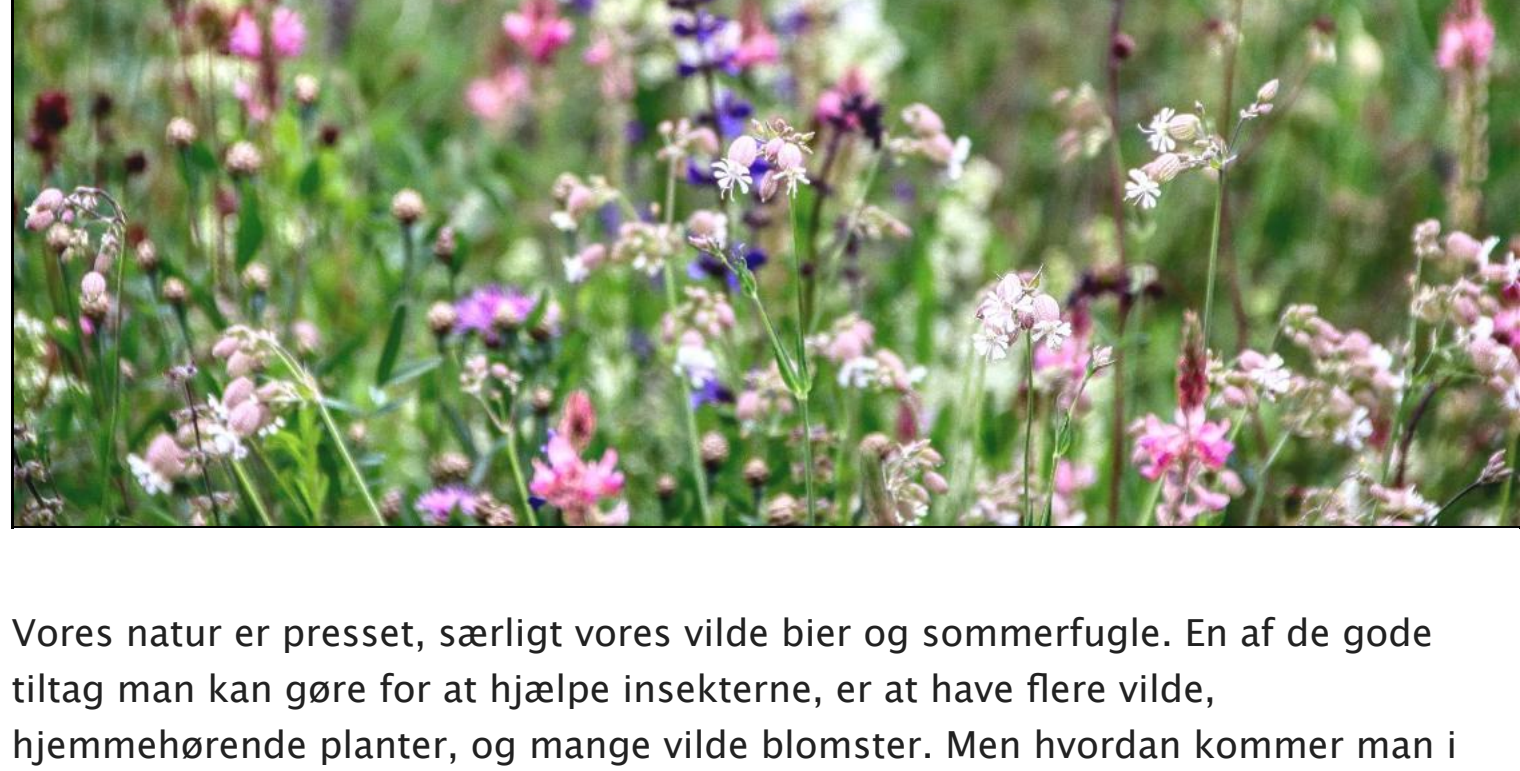 Vores natur er presset, særligt vores vilde bier og sommerfugle. En af de gode
tiltag man kan gøre for at hjælpe insekterne, er at have flere vilde,
hjemmehørende planter, og mange vilde blomster. Men hvordan kommer man i